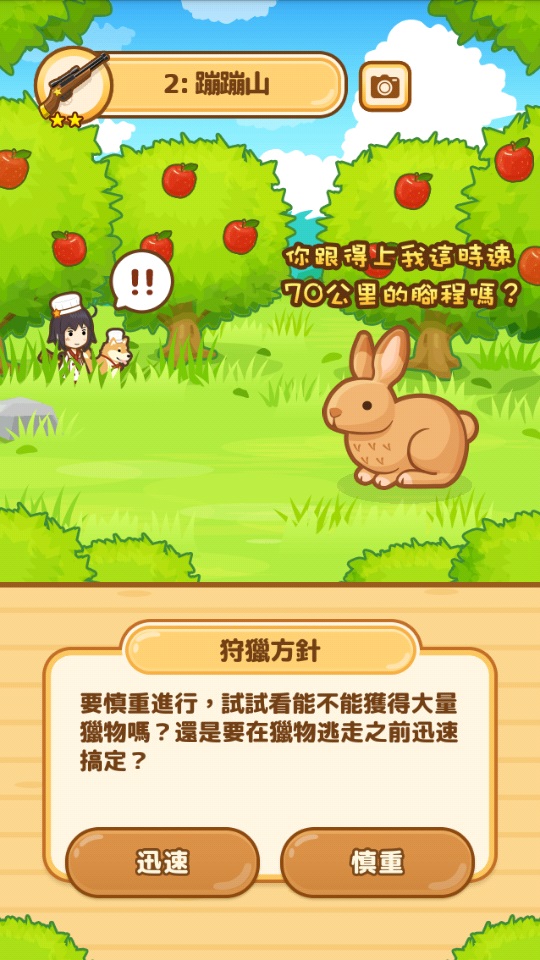 2: 蹦蹦山
!!
你跟得上我這時速
70公里的腳程嗎？
狩獵方針
要慎重進行，試試看能不能獲得大量
獵物嗎？還是要在獵物逃走之前迅速
搞定？
迅速
慎重